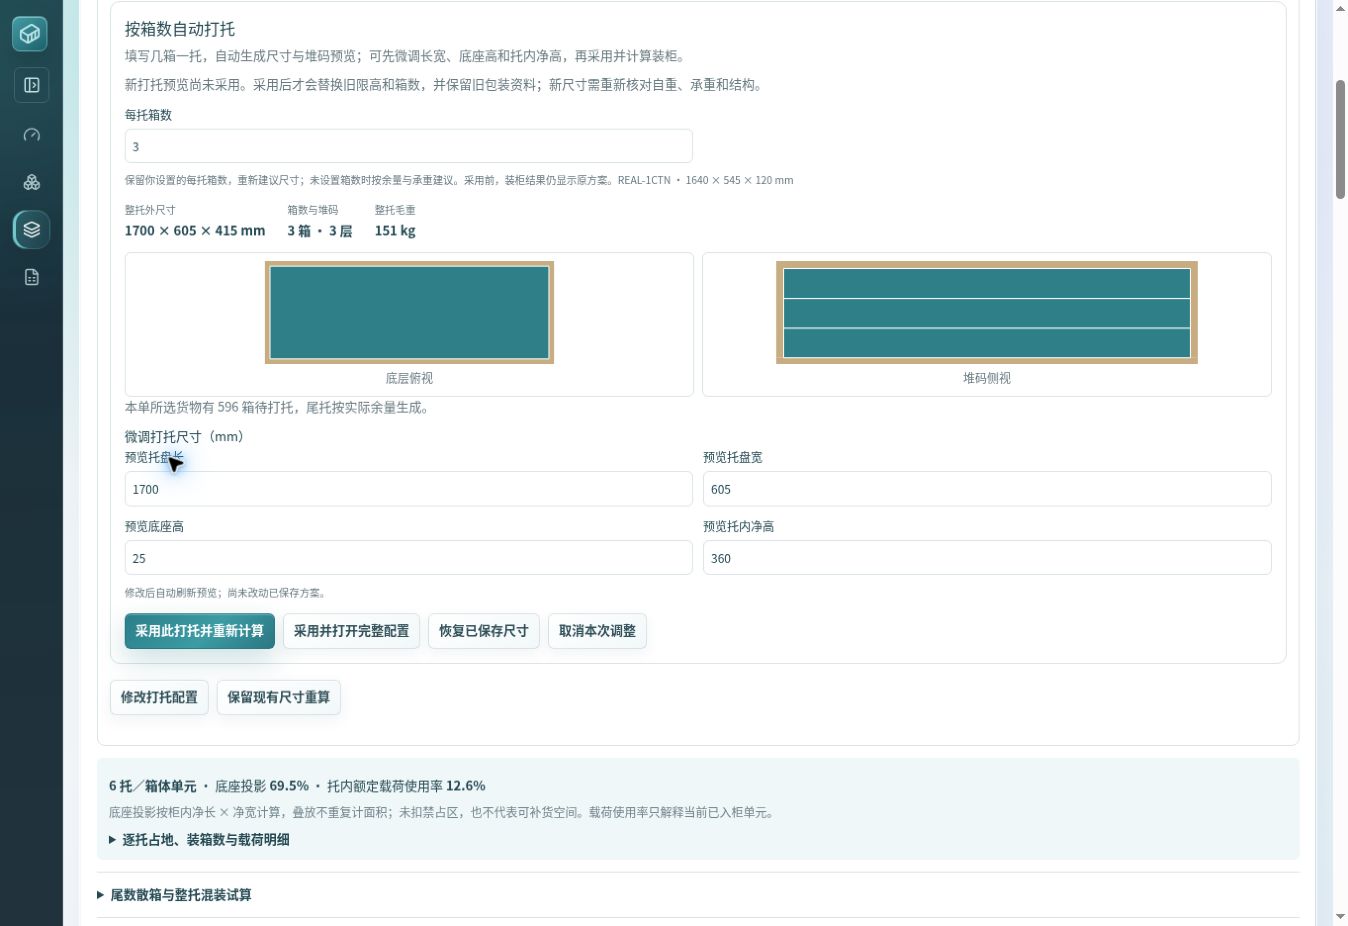 按箱数自动打托
填写几箱一托，自动生成尺寸与堆码预览；可先微调长宽、底座高和托内净高，再采用并计算装柜。
新打托预览尚未采用。采用后才会替换旧限高和箱数，并保留旧包装资料；新尺寸需重新核对自重、承重和结构。
每托箱数
3
保留你设置的每托箱数，重新建议尺寸；未设置箱数时按余量与承重建议。采用前，装柜结果仍显示原方案。REAL-1CTN · 1640 × 545 × 120 mm
整托外尺寸 箱数与堆码 整托毛重
1700 × 605 × 415 mm 3 箱 · 3 层 151 kg
底层俯视 堆码侧视
本单所选货物有 596 箱待打托，尾托按实际余量生成。
微调打托尺寸（mm）
预览托盘长 预览托盘宽
1700 605
预览底座高 预览托内净高
25 360
修改后自动刷新预览；尚未改动已保存方案。
采用此打托并重新计算 采用并打开完整配置 恢复已保存尺寸 取消本次调整
修改打托配置 保留现有尺寸重算
6 托／箱体单元 · 底座投影 69.5% · 托内额定载荷使用率 12.6%
底座投影按柜内净长 × 净宽计算，叠放不重复计面积；未扣禁占区，也不代表可补货空间。载荷使用率只解释当前已入柜单元。
逐托占地、装箱数与载荷明细
尾数散箱与整托混装试算